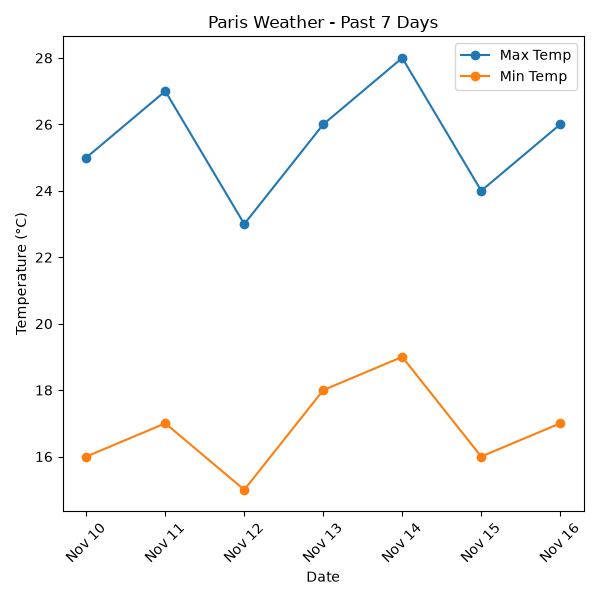 Paris Weather - Past 7 Days
Max Temp
Min Temp
Temperature (°C)
28
26
24
22
20
18
16
Nov 10
Nov 11
Nov 12
Nov 13
Nov 14
Nov 15
Nov 16
Date